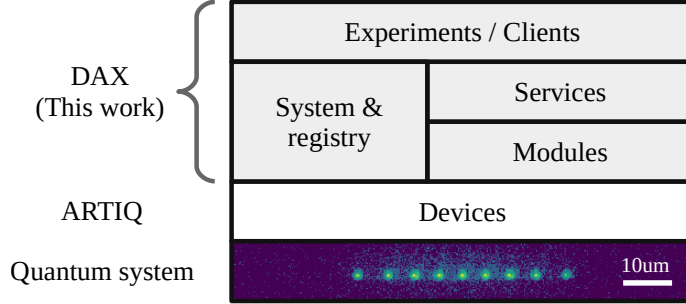 Experiments / Clients
DAX
(This work)
System &
registry
Services
Modules
ARTIQ
Devices
Quantum system
10um